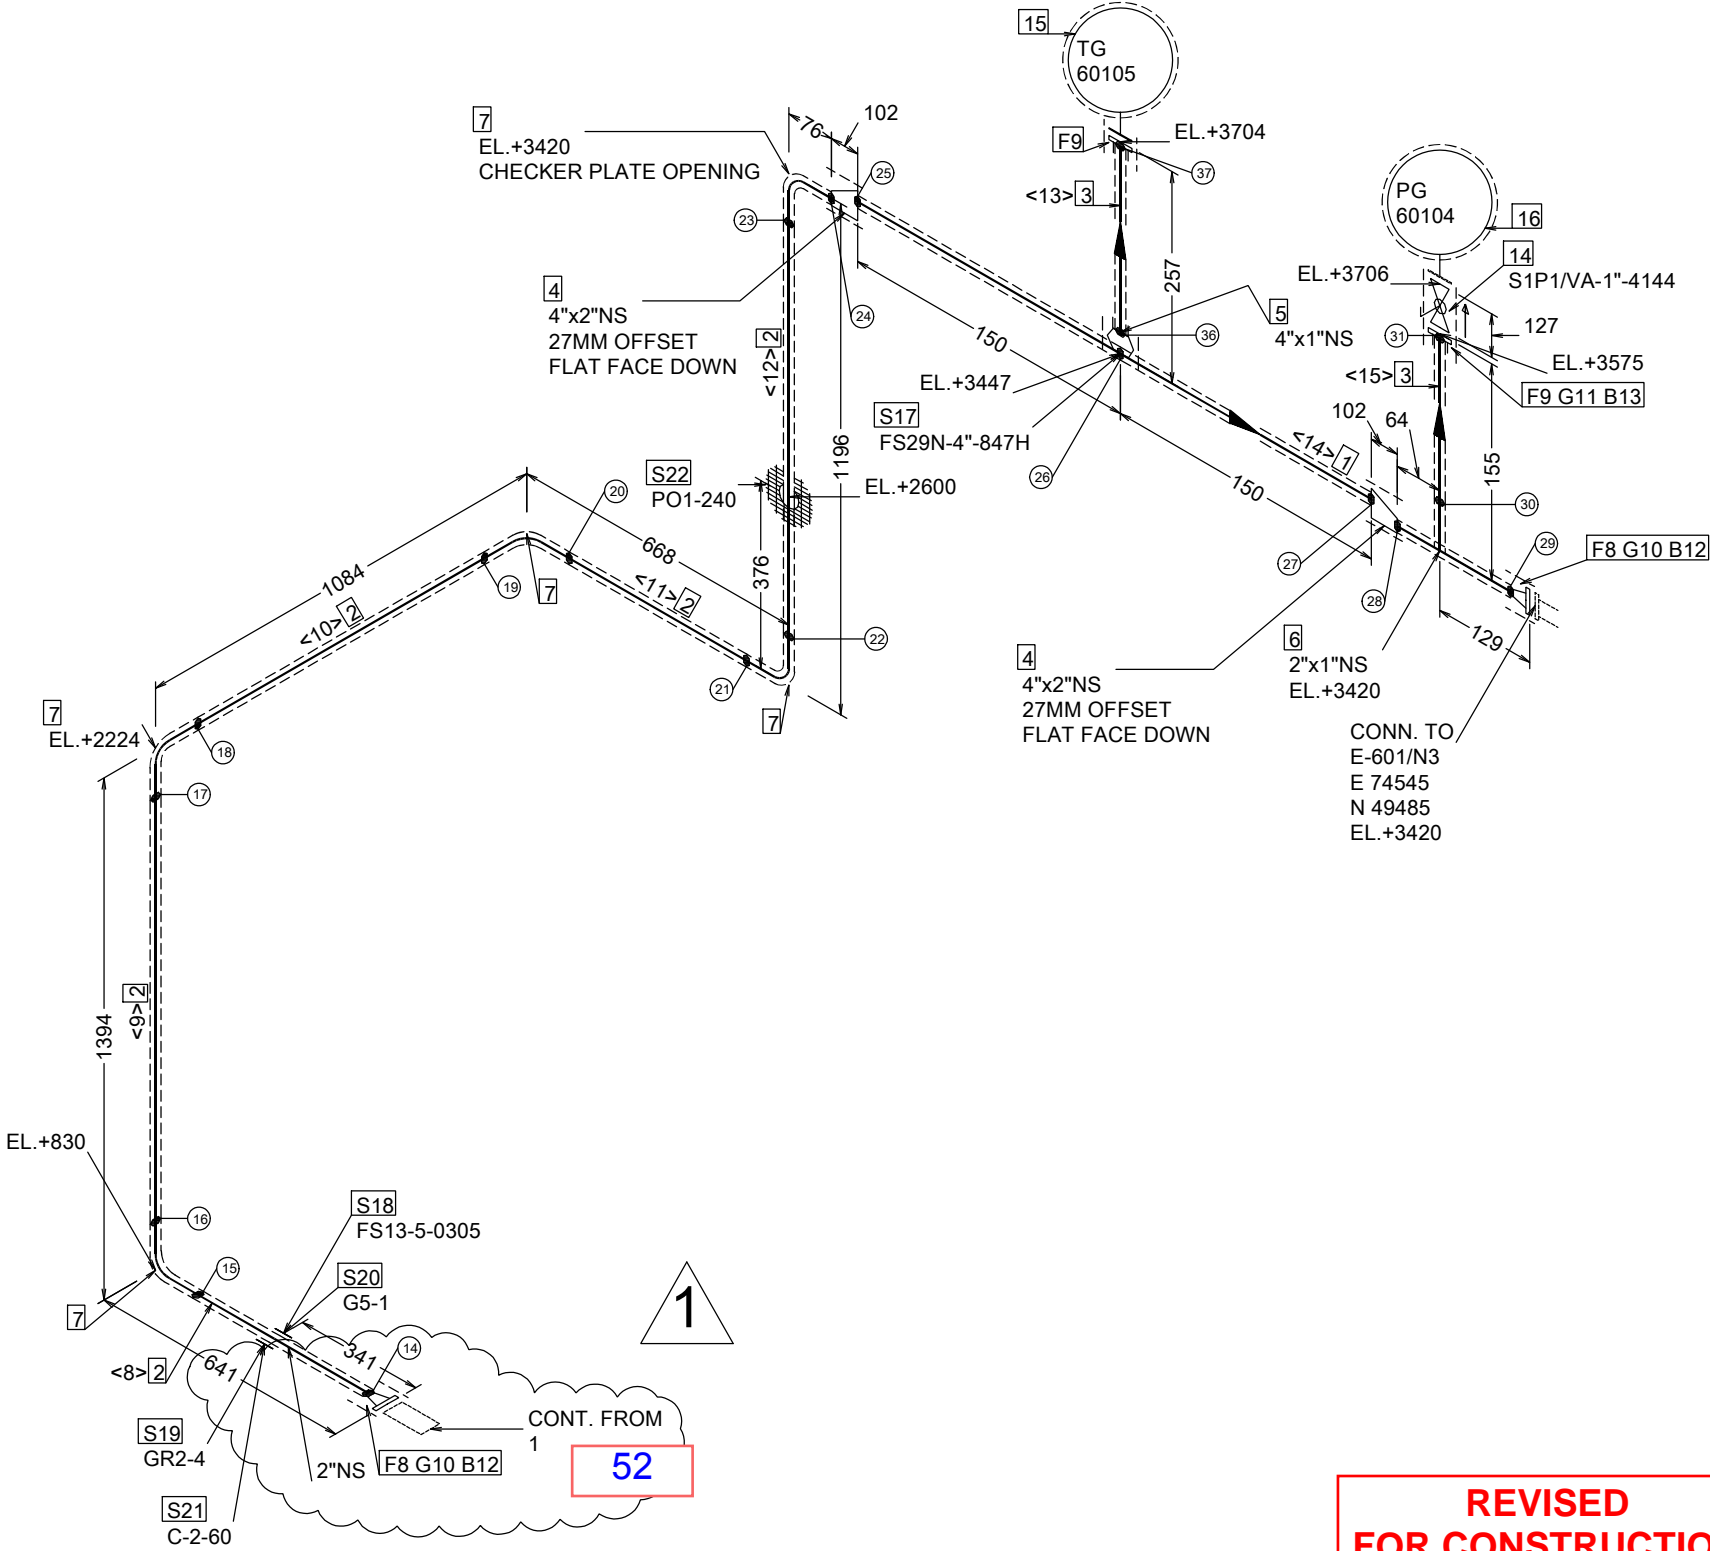 15
TG
60105
7
EL.+3420
CHECKER PLATE OPENING
76
102
F9
EL.+3704
25
37
<13> 3
PG
60104
16
14
S1P1/VA-1"-4144
EL.+3706
23
257
127
4
4"x2"NS
27MM OFFSET
FLAT FACE DOWN
24
5
4"x1"NS
36
31
EL.+3575
150
<12> 2
EL.+3447
<15> 3
F9 G11 B13
S17
FS29N-4"-847H
102
64
<14> 1
1196
26
S22
PO1-240
EL.+2600
155
150
30
20
668
376
27
29
F8 G10 B12
1084
19
<11> 2
7
28
<10> 2
22
129
4
4"x2"NS
27MM OFFSET
FLAT FACE DOWN
6
2"x1"NS
EL.+3420
21
7
7
EL.+2224
18
CONN. TO
E-601/N3
E 74545
N 49485
EL.+3420
17
<9> 2
1394
EL.+830
16
S18
FS13-5-0305
15
S20
G5-1
7
1
341
14
641
<8> 2
CONT. FROM
1
52
S19
GR2-4
2"NS
F8 G10 B12
S21
C-2-60
REVISED
FOR CONSTRUCTIO